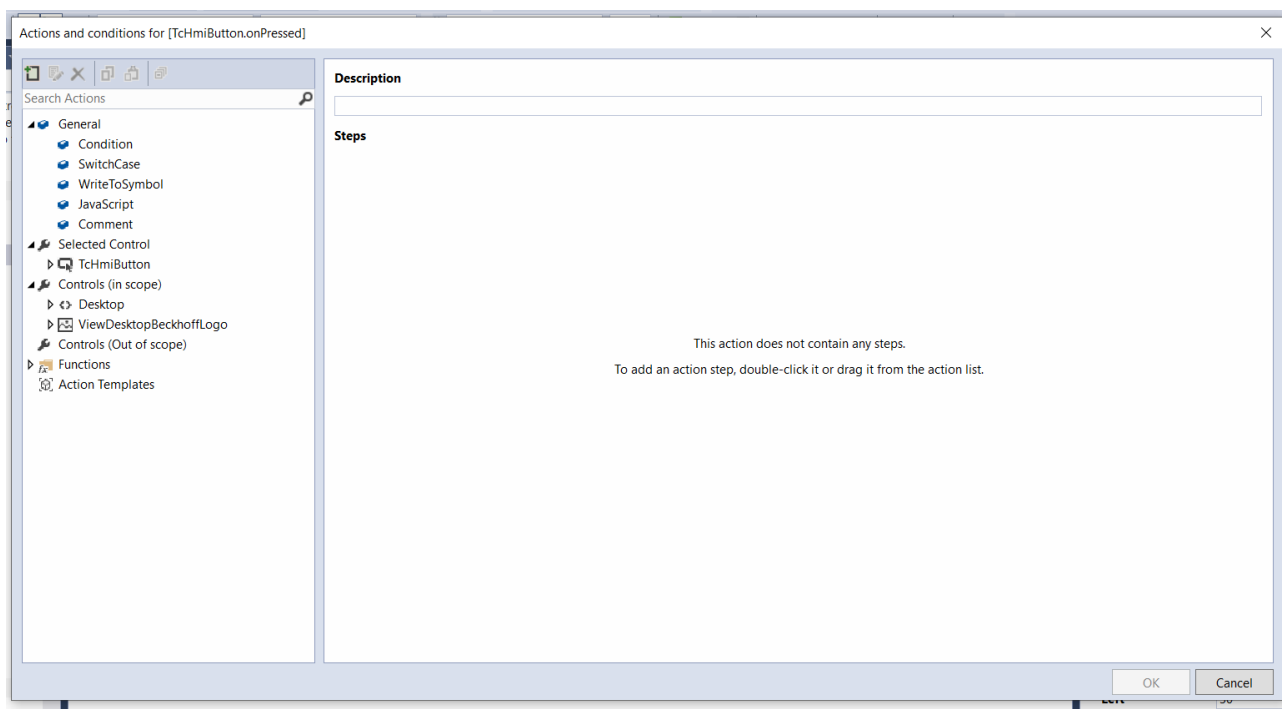 Actions and conditions for [TcHmiButton.onPressed]
Search Actions
General
Condition
SwitchCase
WriteToSymbol
JavaScript
Comment
Selected Control
TcHmiButton
Controls (in scope)
Desktop
ViewDesktopBeckhoffLogo
Controls (Out of scope)
Functions
Action Templates
Description
Steps
This action does not contain any steps.
To add an action step, double-click it or drag it from the action list.
OK
Cancel